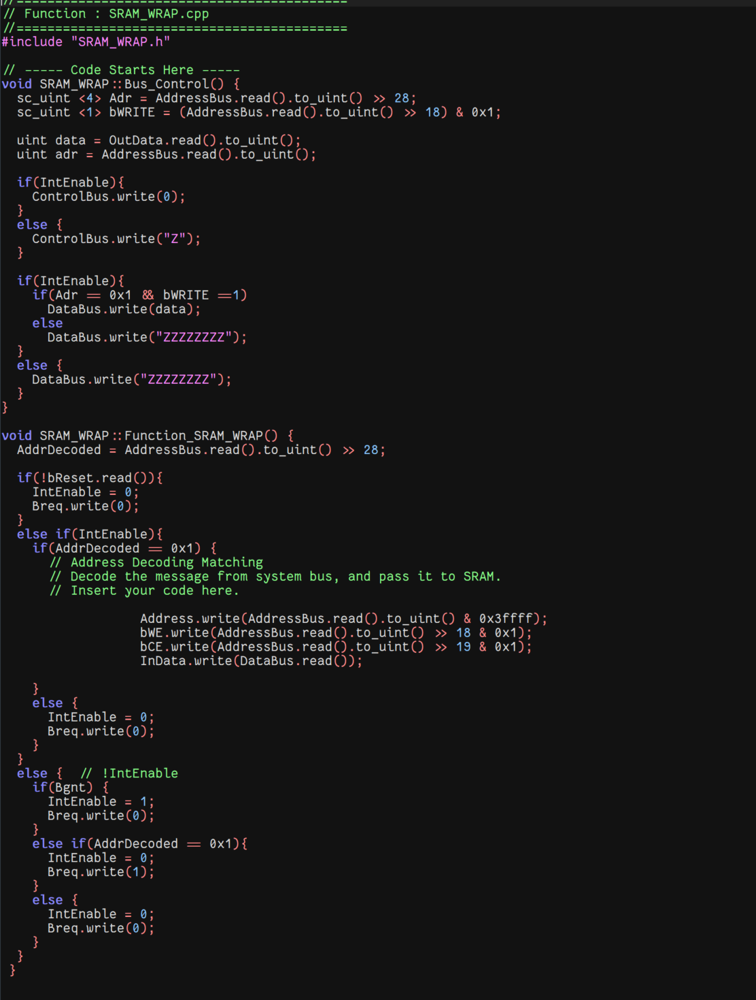 //===========================================
// Function : SRAM_WRAP.cpp
//===========================================
#include "SRAM_WRAP.h"

// ----- Code Starts Here -----
void SRAM_WRAP::Bus_Control() {
  sc_uint <4> Adr = AddressBus.read().to_uint() >> 28;
  sc_uint <1> bWRITE = (AddressBus.read().to_uint() >> 18) & 0x1;

  uint data = OutData.read().to_uint();
  uint adr = AddressBus.read().to_uint();

  if(IntEnable){
    ControlBus.write(0);
  }
  else {
    ControlBus.write("Z");
  }

  if(IntEnable){
    if(Adr == 0x1 && bWRITE ==1)
      DataBus.write(data);
    else
      DataBus.write("ZZZZZZZZ");
  }
  else {
    DataBus.write("ZZZZZZZZ");
  }
}

void SRAM_WRAP::Function_SRAM_WRAP() {
  AddrDecoded = AddressBus.read().to_uint() >> 28;

  if(!bReset.read()){
    IntEnable = 0;
    Breq.write(0);
  }
  else if(IntEnable){
    if(AddrDecoded == 0x1) {
      // Address Decoding Matching
      // Decode the message from system bus, and pass it to SRAM.
      // Insert your code here.

                  Address.write(AddressBus.read().to_uint() & 0x3ffff);
                  bWE.write(AddressBus.read().to_uint() >> 18 & 0x1);
                  bCE.write(AddressBus.read().to_uint() >> 19 & 0x1);
                  InData.write(DataBus.read());

    }
    else {
      IntEnable = 0;
      Breq.write(0);
    }
  }
  else {  // !IntEnable
    if(Bgnt) {
      IntEnable = 1;
      Breq.write(0);
    }
    else if(AddrDecoded == 0x1){
      IntEnable = 0;
      Breq.write(1);
    }
    else {
      IntEnable = 0;
      Breq.write(0);
    }
  }
 }